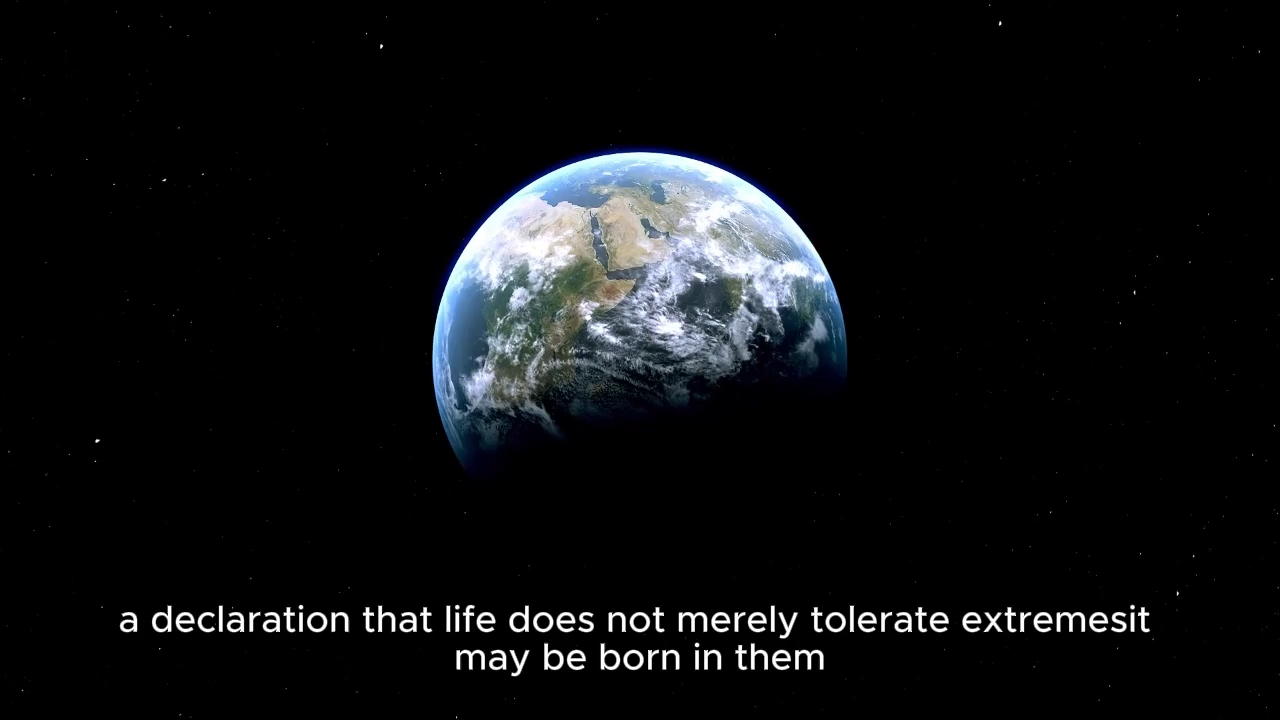 a declaration that life does not merely tolerate extremesit
may be born in them